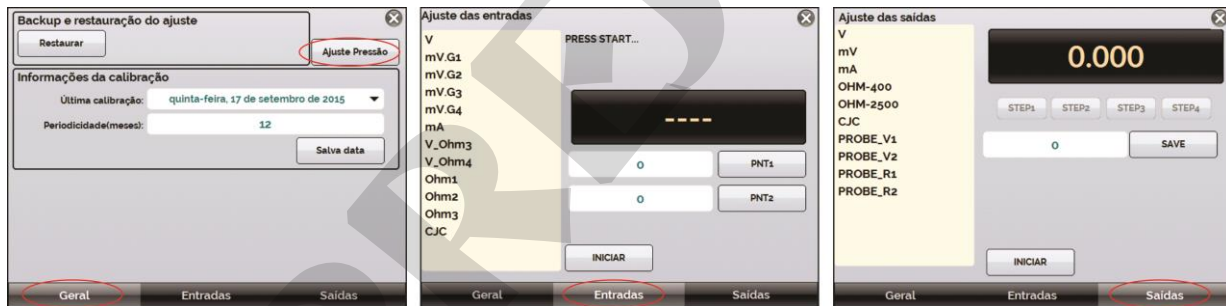 Backup e restauração do ajuste
Restaurar
Ajuste Pressão
Informações da calibração
Última calibração: quinta-feira, 17 de setembro de 2015
Periodicidade(meses): 12
Salva data
Geral Entradas Saídas
Ajuste das entradas
V
mV.G1
mV.G2
mV.G3
mV.G4
mA
V_Ohm3
V_Ohm4
Ohm1
Ohm2
Ohm3
CJC
PRESS START...
----
0 PNT1
0 PNT2
INICIAR
Geral Entradas Saídas
Ajuste das saídas
V
mV
mA
OHM-400
OHM-2500
CJC
PROBE_V1
PROBE_V2
PROBE_R1
PROBE_R2
0.000
STEP1 STEP2 STEP3 STEP4
0 SAVE
INICIAR
Geral Entradas Saídas